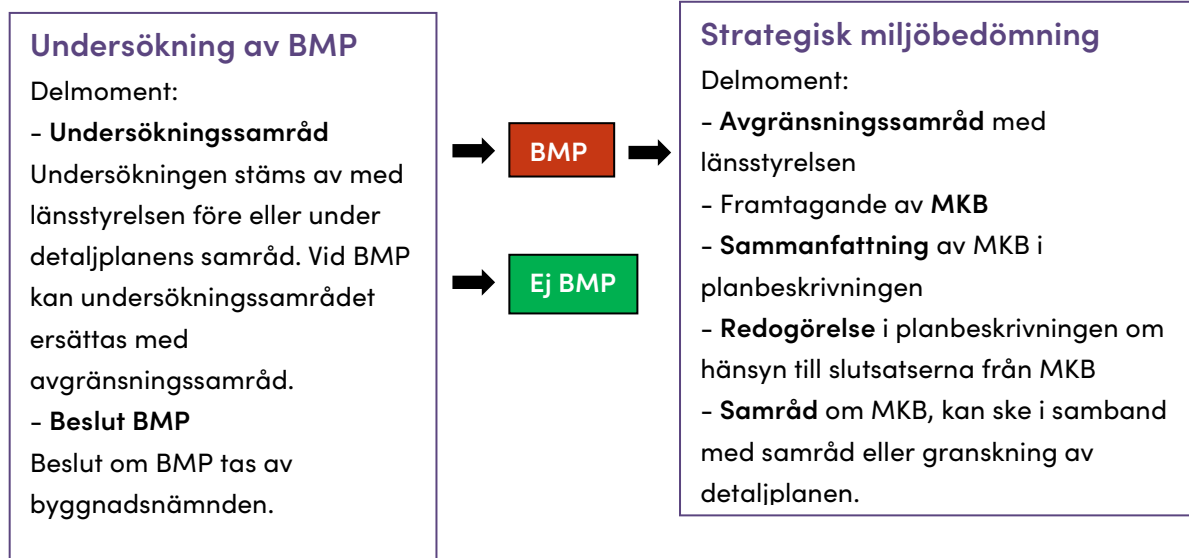 Undersökning av BMP
Delmoment:
- Undersökningssamråd
Undersökningen stäms av med
länsstyrelsen före eller under
detaljplanens samråd. Vid BMP
kan undersökningssamrådet
ersättas med
avgränsningssamråd.
- Beslut BMP
Beslut om BMP tas av
byggnadsnämnden.
BMP
Ej BMP
Strategisk miljöbedömning
Delmoment:
- Avgränsningssamråd med
länsstyrelsen
- Framtagande av MKB
- Sammanfattning av MKB i
planbeskrivningen
- Redogörelse i planbeskrivningen om
hänsyn till slutsatserna från MKB
- Samråd om MKB, kan ske i samband
med samråd eller granskning av
detaljplanen.